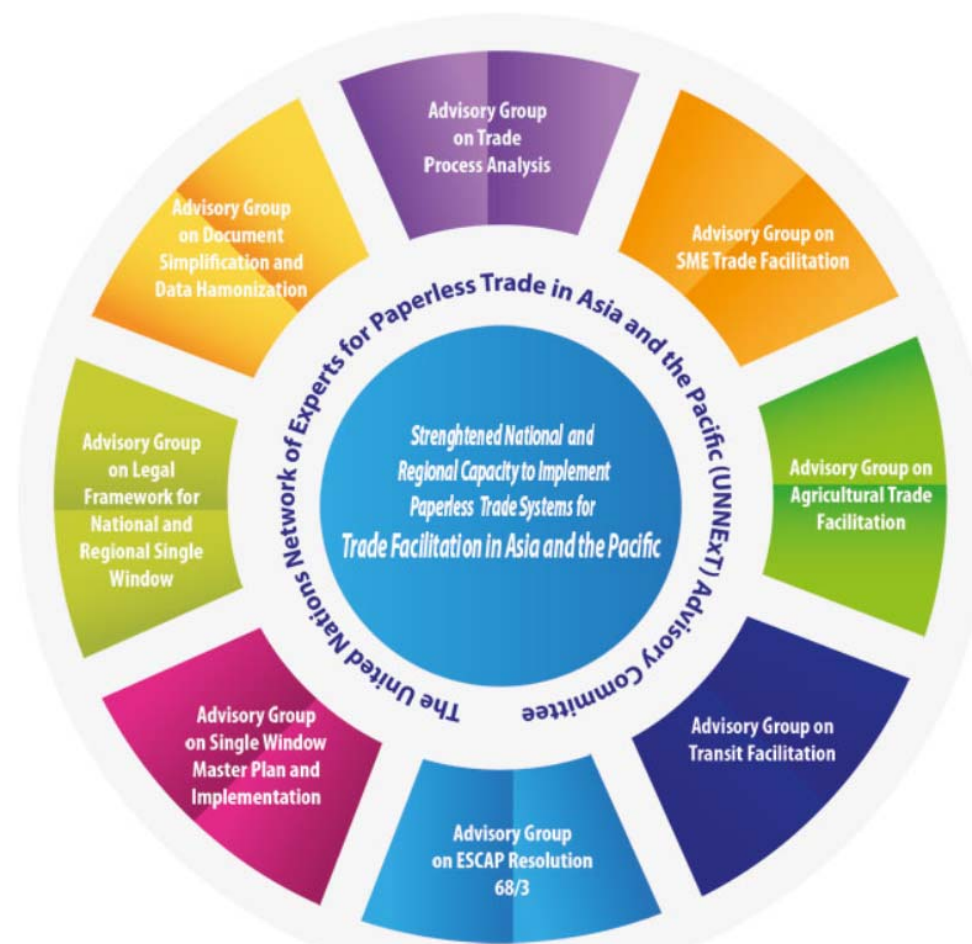 Advisory Group
on Trade
Process Analysis
Advisory Group on
SME Trade Facilitation
Advisory Group on
Agricultural Trade
Facilitation
Advisory Group on
Transit Facilitation
Advisory Group
on ESCAP Resolution
68/3
Advisory Group
on Single Window
Master Plan and
Implementation
Advisory Group
on Legal
Framework for
National and
Regional Single
Window
Advisory Group
on Document
Simplification and
Data Hamonization
The United Nations Network of Experts for Paperless Trade in Asia and the Pacific (UNNExT) Advisory Committee
Strenghtened National and
Regional Capacity to Implement
Paperless Trade Systems for
Trade Facilitation in Asia and the Pacific